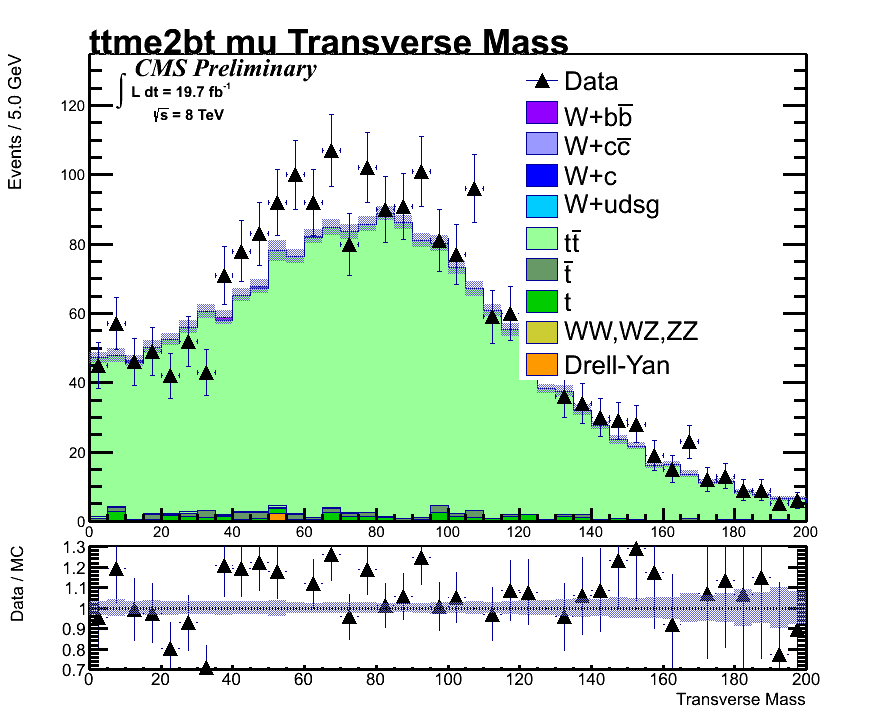 ttme2bt mu Transverse Mass
CMS Preliminary
∫ L dt = 19.7 fb⁻¹
√s = 8 TeV
Events / 5.0 GeV
120
100
80
60
40
20
0
0 20 40 60 80 100 120 140 160 180 200
Data
W+bb̅
W+cc̅
W+c
W+udsg
tt̅
t̅
t
WW,WZ,ZZ
Drell-Yan
Data / MC
1.3
1.2
1.1
1
0.9
0.8
0.7
0 20 40 60 80 100 120 140 160 180 200
Transverse Mass